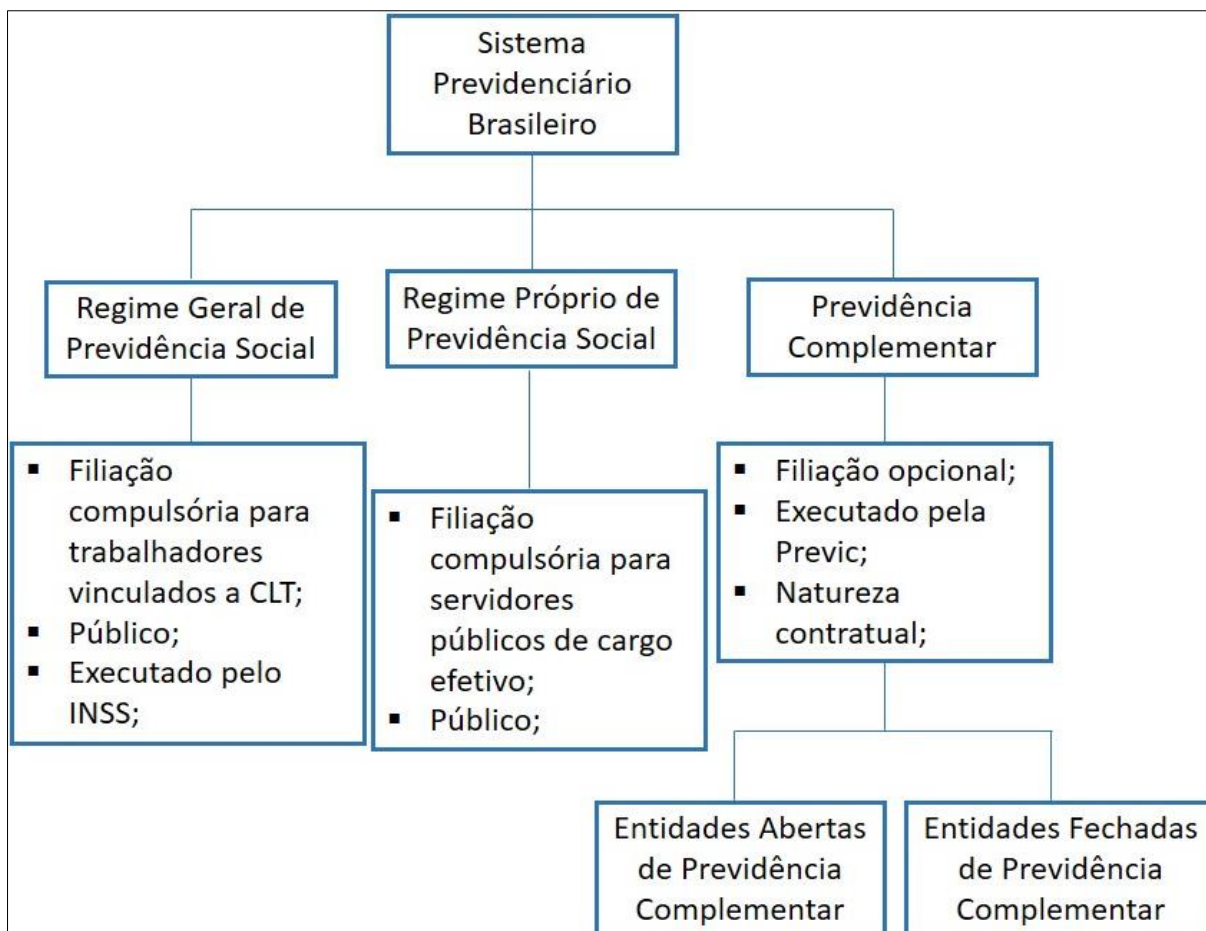 Sistema
Previdenciário
Brasileiro
Regime Geral de
Previdência Social
Regime Próprio de
Previdência Social
Previdência
Complementar
▪ Filiação
compulsória para
trabalhadores
vinculados a CLT;
▪ Público;
▪ Executado pelo
INSS;
▪ Filiação
compulsória para
servidores
públicos de cargo
efetivo;
▪ Público;
▪ Filiação opcional;
▪ Executado pela
Previc;
▪ Natureza
contratual;
Entidades Abertas
de Previdência
Complementar
Entidades Fechadas
de Previdência
Complementar